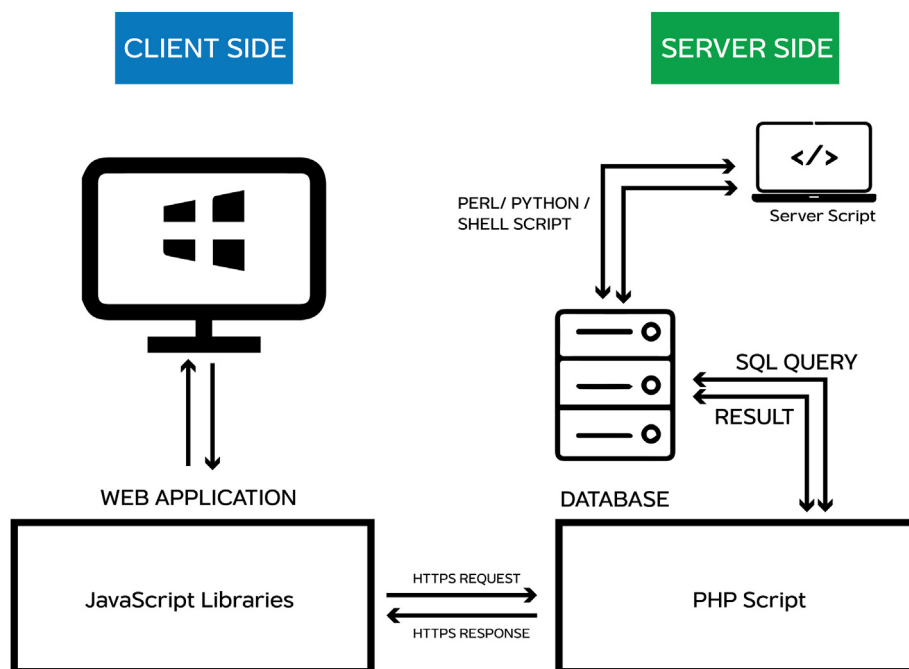 CLIENT SIDE
SERVER SIDE
</>
Server Script
PERL/ PYTHON /
SHELL SCRIPT
SQL QUERY
RESULT
WEB APPLICATION
DATABASE
JavaScript Libraries
HTTPS REQUEST
HTTPS RESPONSE
PHP Script